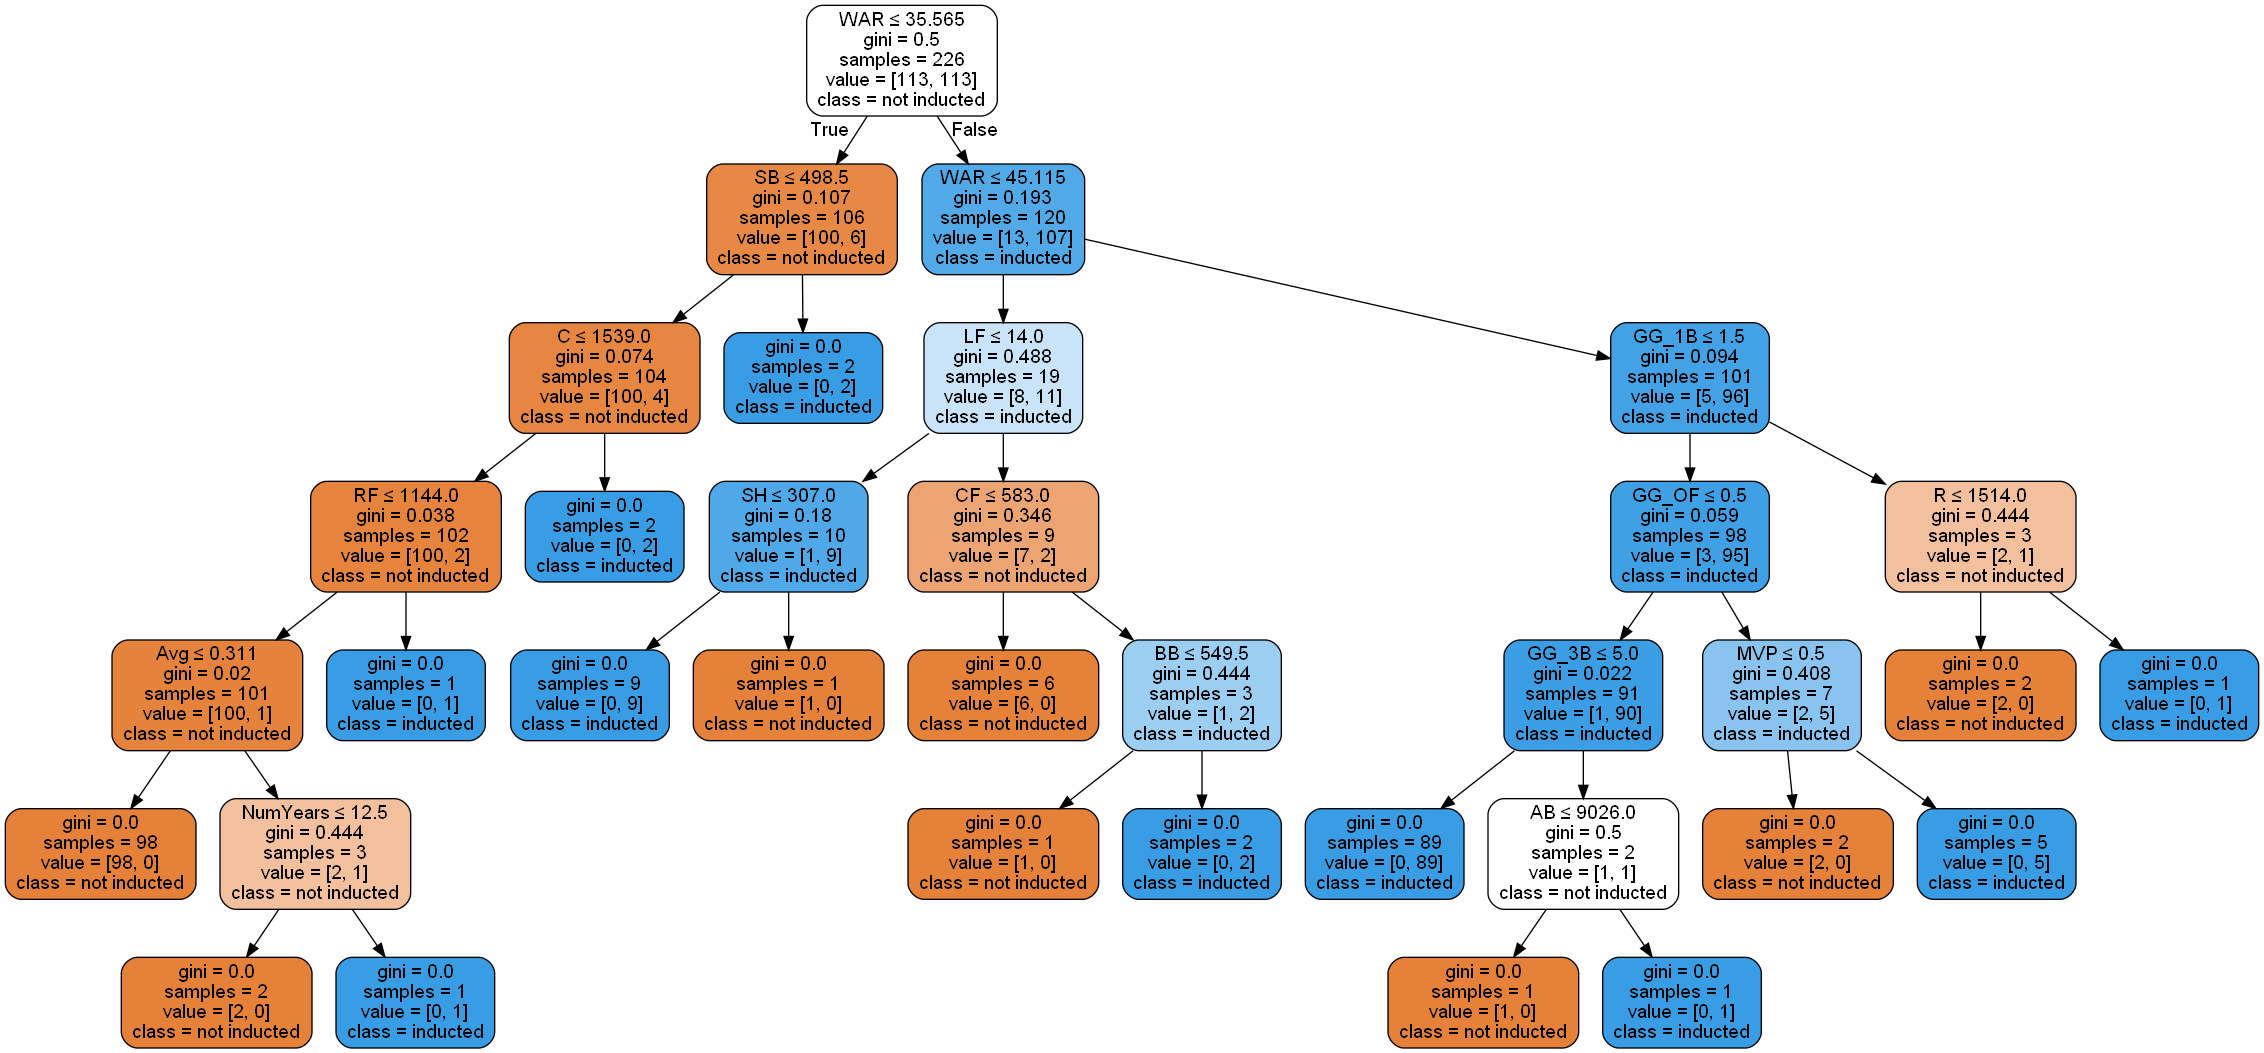 WAR ≤ 35.565
gini = 0.5
samples = 226
value = [113, 113]
class = not inducted
True
False
SB ≤ 498.5
gini = 0.107
samples = 106
value = [100, 6]
class = not inducted
WAR ≤ 45.115
gini = 0.193
samples = 120
value = [13, 107]
class = inducted
C ≤ 1539.0
gini = 0.074
samples = 104
value = [100, 4]
class = not inducted
gini = 0.0
samples = 2
value = [0, 2]
class = inducted
LF ≤ 14.0
gini = 0.488
samples = 19
value = [8, 11]
class = inducted
GG_1B ≤ 1.5
gini = 0.094
samples = 101
value = [5, 96]
class = inducted
RF ≤ 1144.0
gini = 0.038
samples = 102
value = [100, 2]
class = not inducted
gini = 0.0
samples = 2
value = [0, 2]
class = inducted
SH ≤ 307.0
gini = 0.18
samples = 10
value = [1, 9]
class = inducted
CF ≤ 583.0
gini = 0.346
samples = 9
value = [7, 2]
class = not inducted
GG_OF ≤ 0.5
gini = 0.059
samples = 98
value = [3, 95]
class = inducted
R ≤ 1514.0
gini = 0.444
samples = 3
value = [2, 1]
class = not inducted
Avg ≤ 0.311
gini = 0.02
samples = 101
value = [100, 1]
class = not inducted
gini = 0.0
samples = 1
value = [0, 1]
class = inducted
gini = 0.0
samples = 9
value = [0, 9]
class = inducted
gini = 0.0
samples = 1
value = [1, 0]
class = not inducted
gini = 0.0
samples = 6
value = [6, 0]
class = not inducted
BB ≤ 549.5
gini = 0.444
samples = 3
value = [1, 2]
class = inducted
GG_3B ≤ 5.0
gini = 0.022
samples = 91
value = [1, 90]
class = inducted
MVP ≤ 0.5
gini = 0.408
samples = 7
value = [2, 5]
class = inducted
gini = 0.0
samples = 2
value = [2, 0]
class = not inducted
gini = 0.0
samples = 1
value = [0, 1]
class = inducted
gini = 0.0
samples = 98
value = [98, 0]
class = not inducted
NumYears ≤ 12.5
gini = 0.444
samples = 3
value = [2, 1]
class = not inducted
gini = 0.0
samples = 1
value = [1, 0]
class = not inducted
gini = 0.0
samples = 2
value = [0, 2]
class = inducted
gini = 0.0
samples = 89
value = [0, 89]
class = inducted
AB ≤ 9026.0
gini = 0.5
samples = 2
value = [1, 1]
class = not inducted
gini = 0.0
samples = 2
value = [2, 0]
class = not inducted
gini = 0.0
samples = 5
value = [0, 5]
class = inducted
gini = 0.0
samples = 2
value = [2, 0]
class = not inducted
gini = 0.0
samples = 1
value = [0, 1]
class = inducted
gini = 0.0
samples = 1
value = [1, 0]
class = not inducted
gini = 0.0
samples = 1
value = [0, 1]
class = inducted